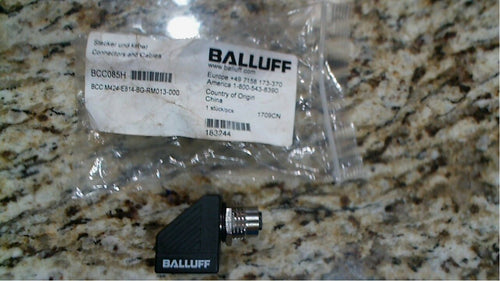 Stecker und Kabel
Connectors and Cables
BCC085H
BCC M424-E814-8G-RM013-000
BALLUFF
www.balluff.com
Europe +49 7158 173-370
America 1-800-543-8390
Country of Origin
China
1 stück/pcs
1709CN
183244
BALLUFF